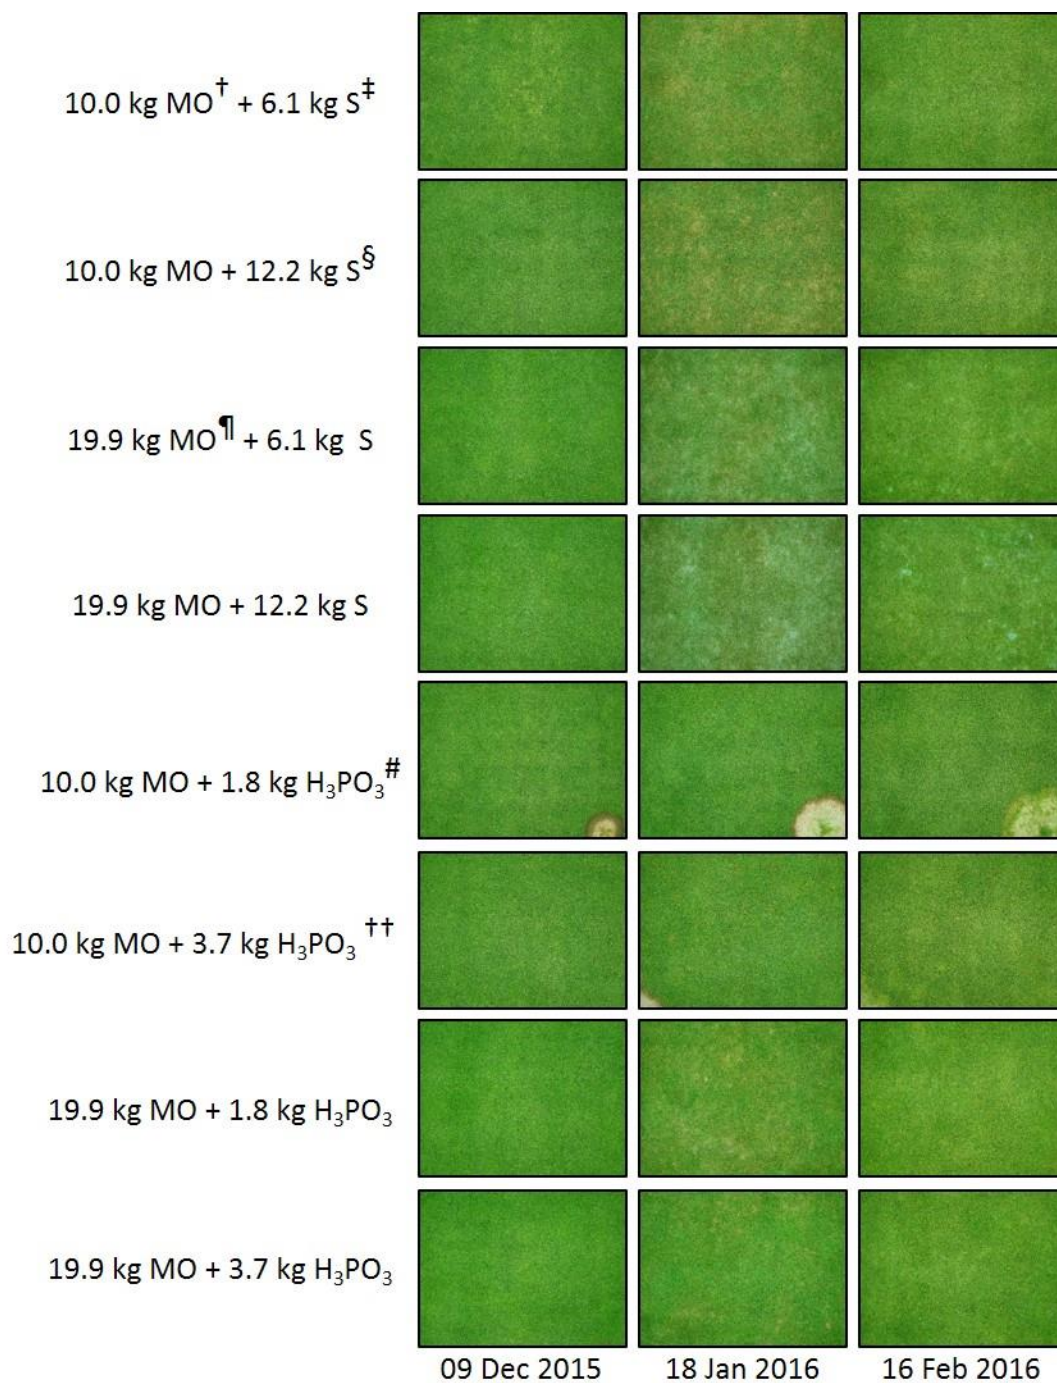 10.0 kg MO† + 6.1 kg S‡
10.0 kg MO + 12.2 kg S§
19.9 kg MO¶ + 6.1 kg S
19.9 kg MO + 12.2 kg S
10.0 kg MO + 1.8 kg H₃PO₃#
10.0 kg MO + 3.7 kg H₃PO₃ ††
19.9 kg MO + 1.8 kg H₃PO₃
19.9 kg MO + 3.7 kg H₃PO₃
09 Dec 2015 18 Jan 2016 16 Feb 2016